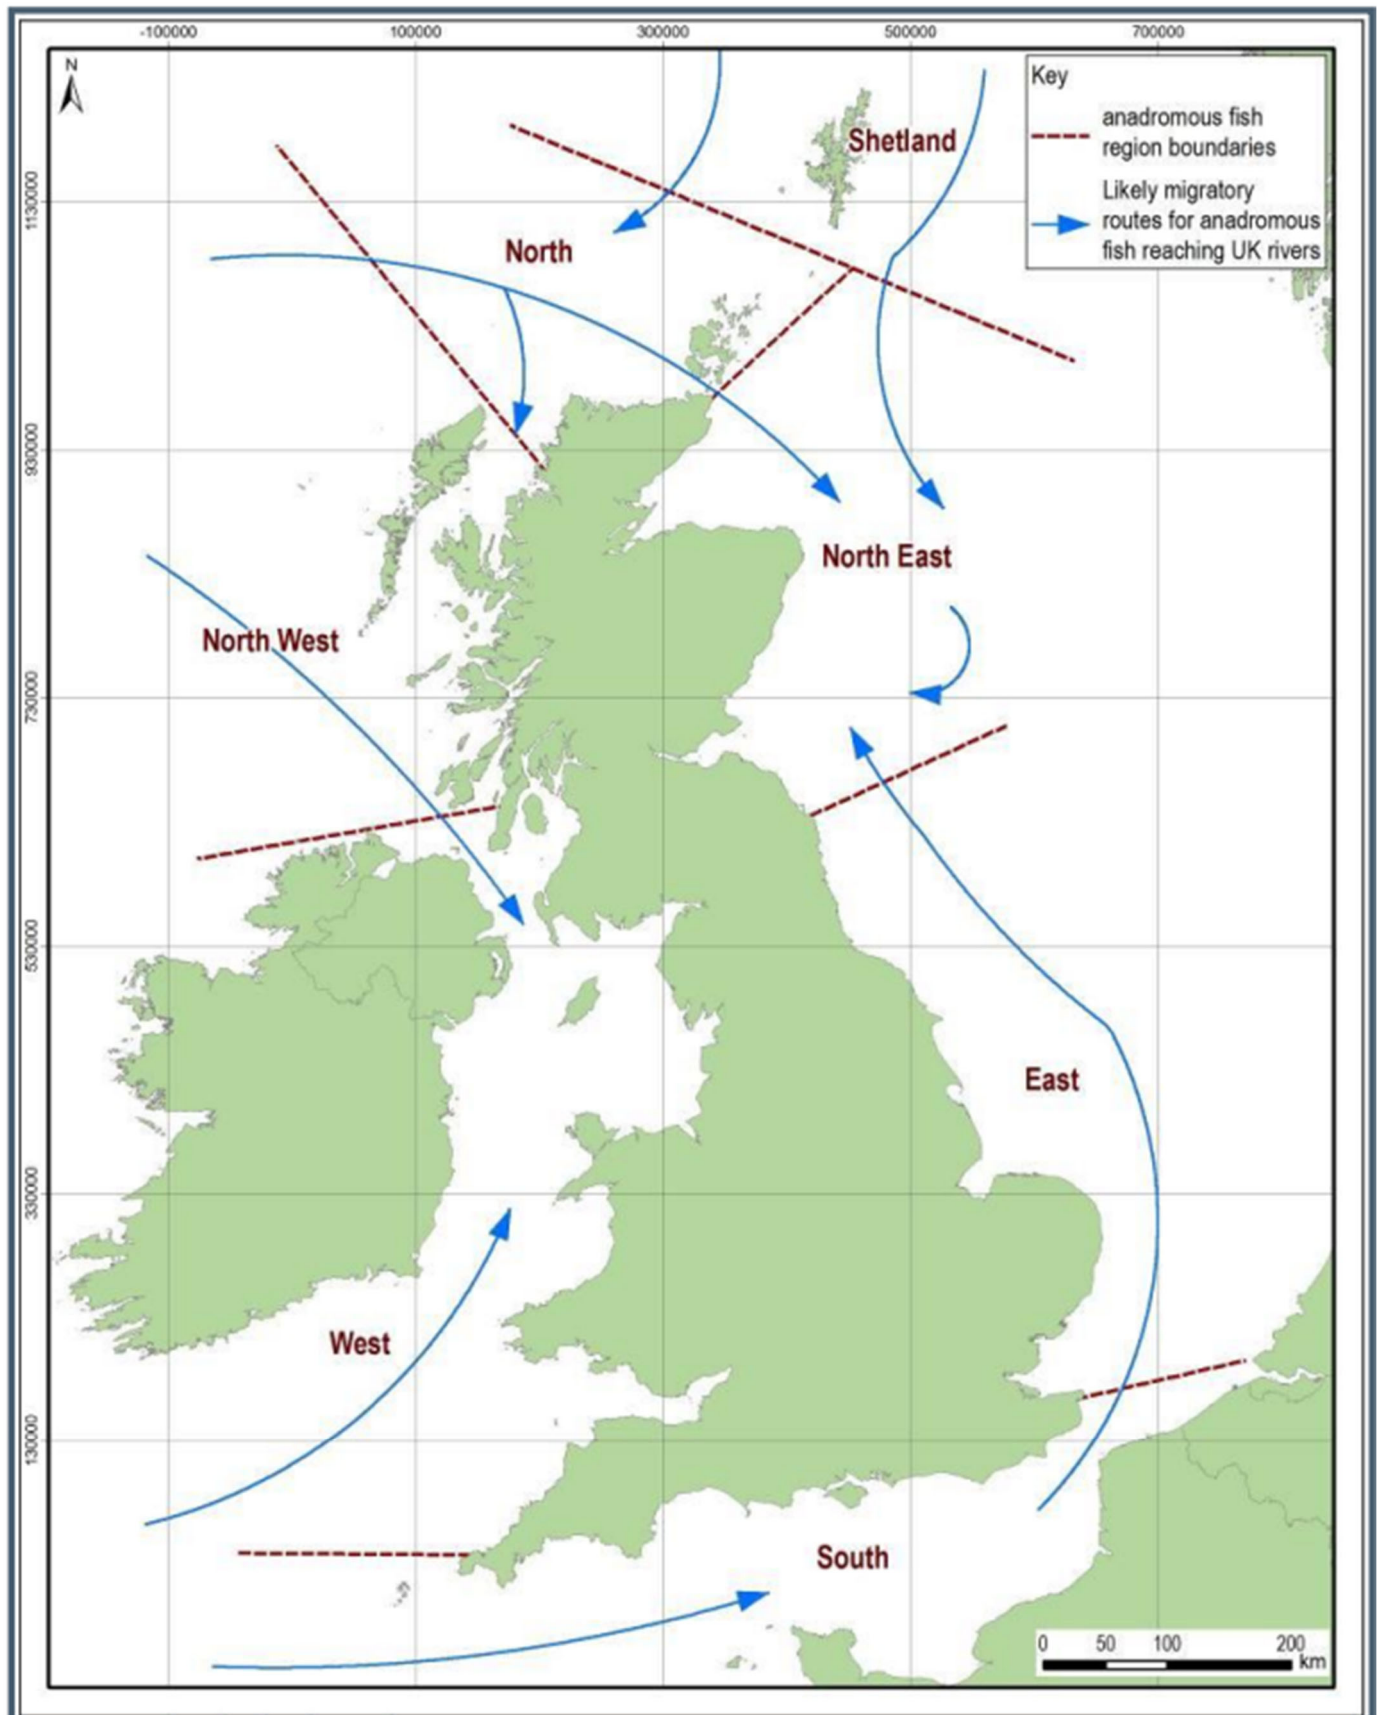 -100000 100000 300000 500000 700000
N
Key
anadromous fish
region boundaries
Likely migratory
routes for anadromous
fish reaching UK rivers
Shetland
1130000
North
930000
North East
North West
730000
530000
East
330000
West
130000
South
0 50 100 200
km